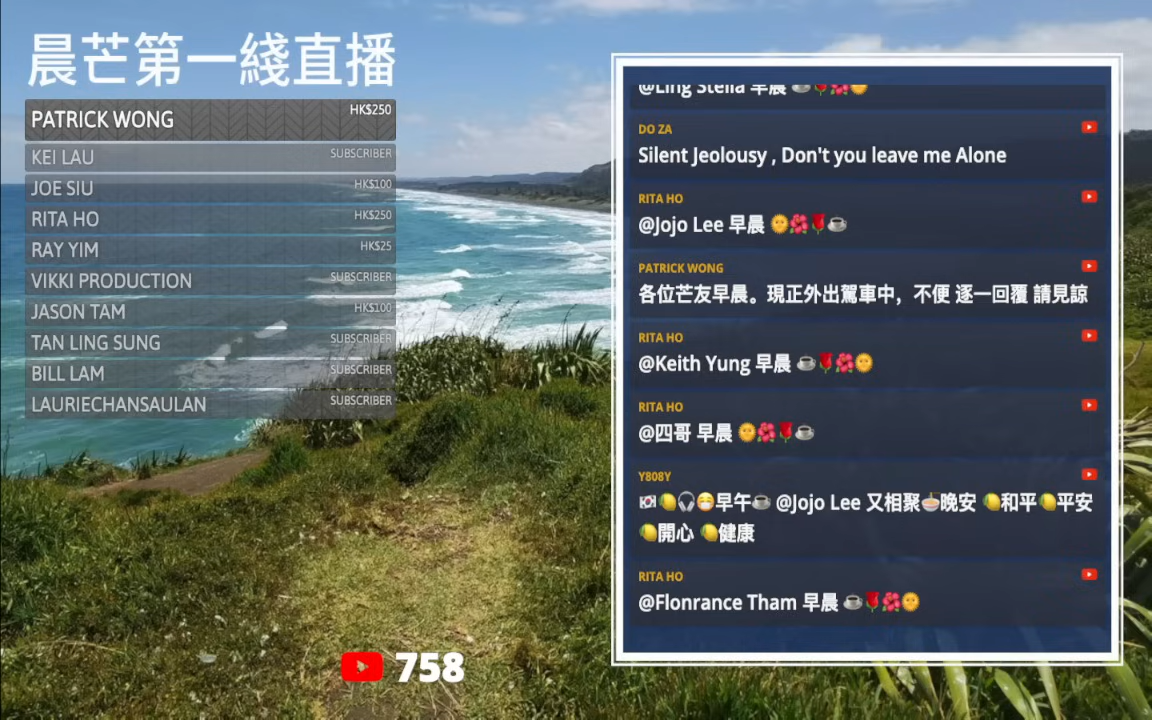 晨芒第一綫直播
PATRICK WONG HK$250
KEI LAU SUBSCRIBER
JOE SIU HK$100
RITA HO HK$250
RAY YIM HK$25
VIKKI PRODUCTION SUBSCRIBER
JASON TAM HK$100
TAN LING SUNG SUBSCRIBER
BILL LAM SUBSCRIBER
LAURIECHANSAULAN SUBSCRIBER
758
@Ling Stella 早晨 ☕🌹🌺🌞
DO ZA
Silent Jeolousy , Don't you leave me Alone
RITA HO
@Jojo Lee 早晨 🌞🌺🌹☕
PATRICK WONG
各位芒友早晨。現正外出駕車中，不便 逐一回覆 請見諒
RITA HO
@Keith Yung 早晨 ☕🌹🌺🌞
RITA HO
@四哥 早晨 🌞🌺🌹☕
Y808Y
🇰🇷🍋🎧😷早午☕ @Jojo Lee 又相聚🍲晚安 🍋和平🍋平安
🍋開心 🍋健康
RITA HO
@Flonrance Tham 早晨 ☕🌹🌺🌞